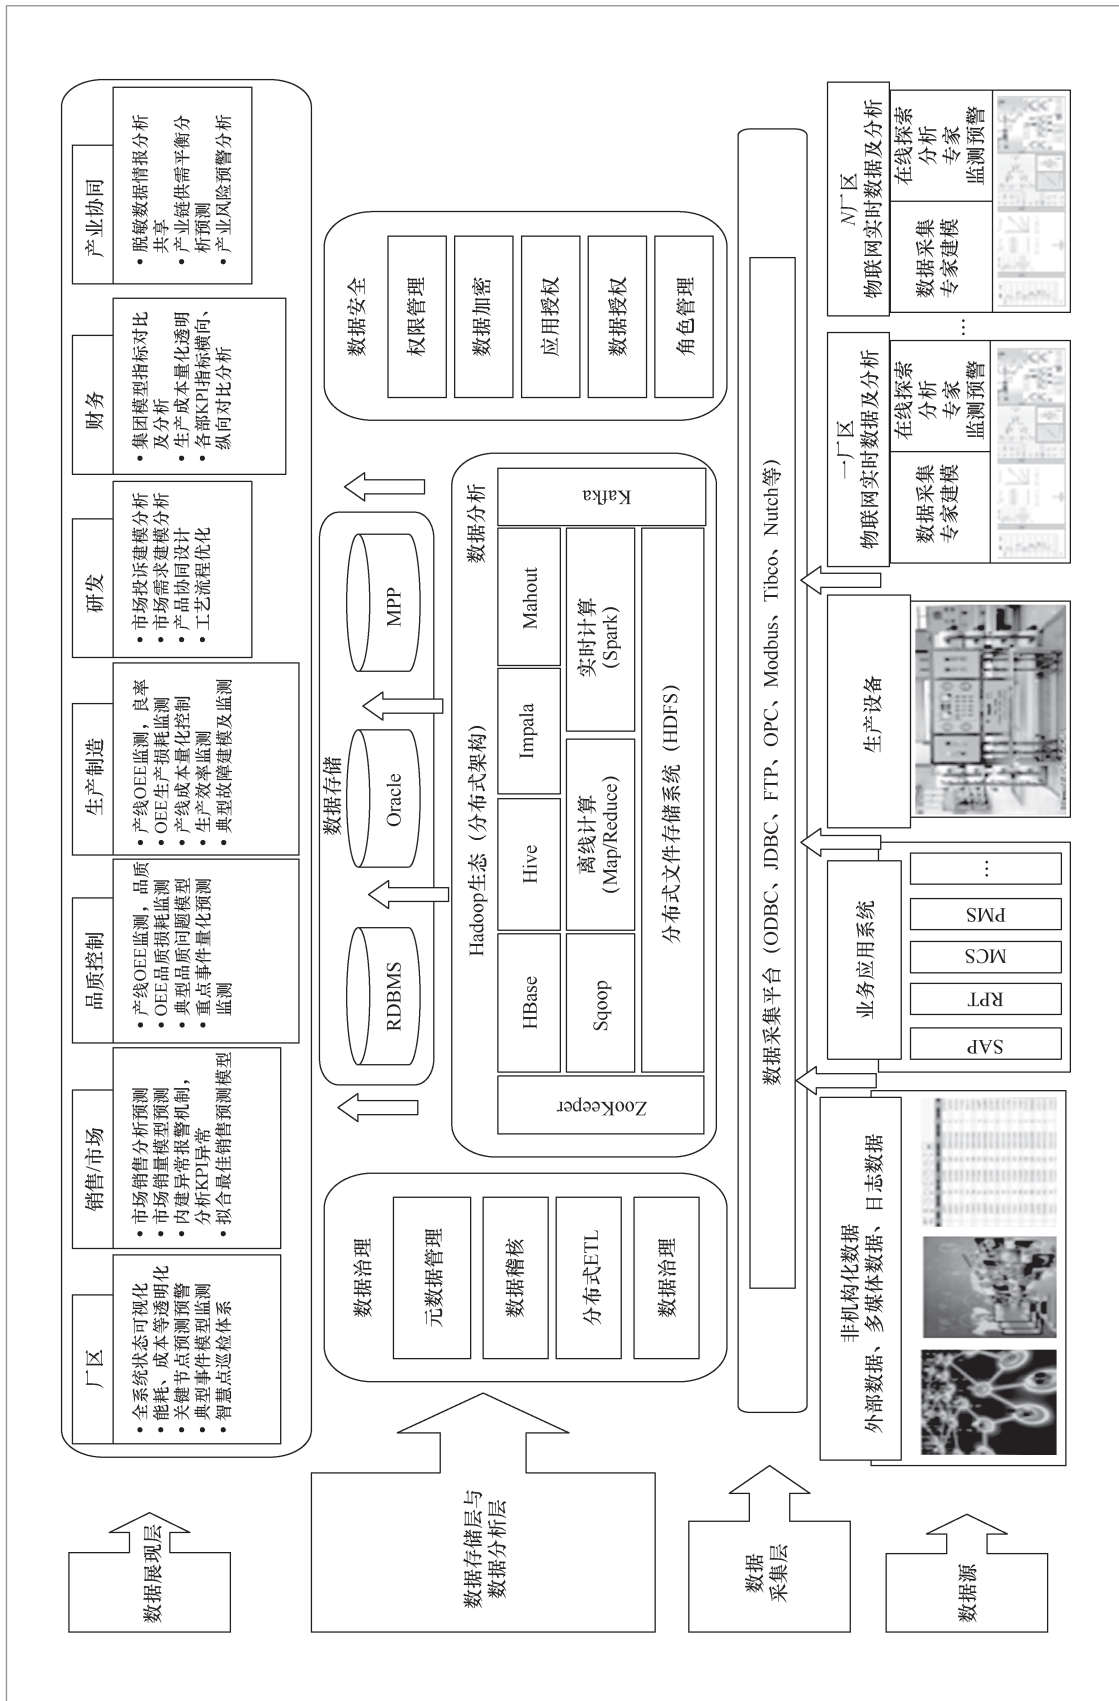 数据展现层
厂区
• 全系统状态可视化
• 能耗、成本等透明化
• 关键节点预测预警
• 典型事件模型监测
• 智慧点巡检体系
销售/市场
• 市场销售分析预测
• 市场销量模型预测
• 内建异常报警机制，
分析KPI异常
• 拟合最佳销售预测模型
品质控制
• 产线OEE监测，品质
• OEE品质损耗监测
• 典型品质问题模型
• 重点事件量化预测
监测
生产制造
• 产线OEE监测，良率
• OEE生产损耗监测
• 产线成本量化控制
• 生产效率监测
• 典型故障建模及监测
研发
• 市场投诉建模分析
• 市场需求建模分析
• 产品协同设计
• 工艺流程优化
财务
• 集团模型指标对比
及分析
• 生产成本量化透明
• 各部KPI指标横向、
纵向对比分析
产业协同
• 脱敏数据情报分析
共享
• 产业链供需平衡分
析预测
• 产业风险预警分析
数据存储层与
数据分析层
数据治理
元数据管理
数据稽核
分布式ETL
数据治理
数据存储
RDBMS
Oracle
MPP
Hadoop生态（分布式架构）
数据分析
ZooKeeper
HBase
Hive
Impala
Mahout
Kafka
Sqoop
离线计算
(Map/Reduce)
实时计算
(Spark)
分布式文件存储系统（HDFS）
数据安全
权限管理
数据加密
应用授权
数据授权
角色管理
数据
采集层
数据采集平台（ODBC、JDBC、FTP、OPC、Modbus、Tibco、Nutch等）
数据源
非机构化数据
外部数据、多媒体数据、日志数据
业务应用系统
SAP
RPT
MCS
PMS
…
生产设备
一厂区
物联网实时数据及分析
数据采集
专家建模
在线探索
分析
专家
监测预警
…
N厂区
物联网实时数据及分析
数据采集
专家建模
在线探索
分析
专家
监测预警